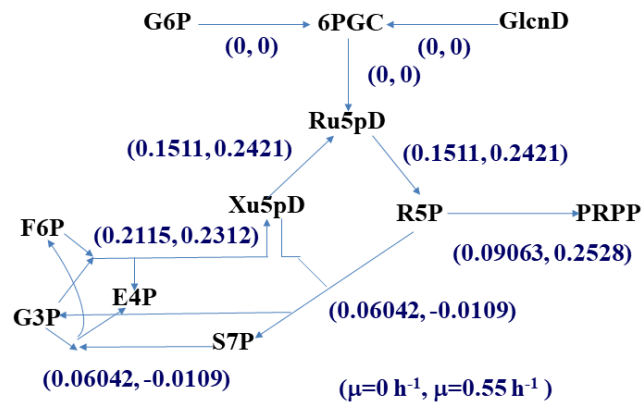 G6P 6PGC GlcnD
(0, 0) (0, 0)
(0, 0)
Ru5pD
(0.1511, 0.2421) (0.1511, 0.2421)
Xu5pD R5P PRPP
F6P
(0.2115, 0.2312) (0.09063, 0.2528)
E4P
G3P (0.06042, -0.0109)
S7P
(0.06042, -0.0109) (μ=0 h-1, μ=0.55 h-1 )